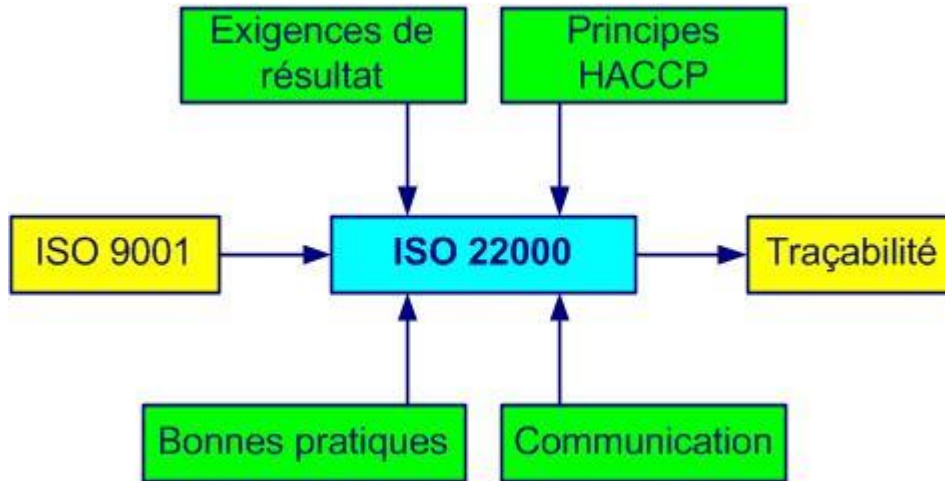 Exigences de
résultat
Principes
HACCP
ISO 9001
ISO 22000
Traçabilité
Bonnes pratiques
Communication